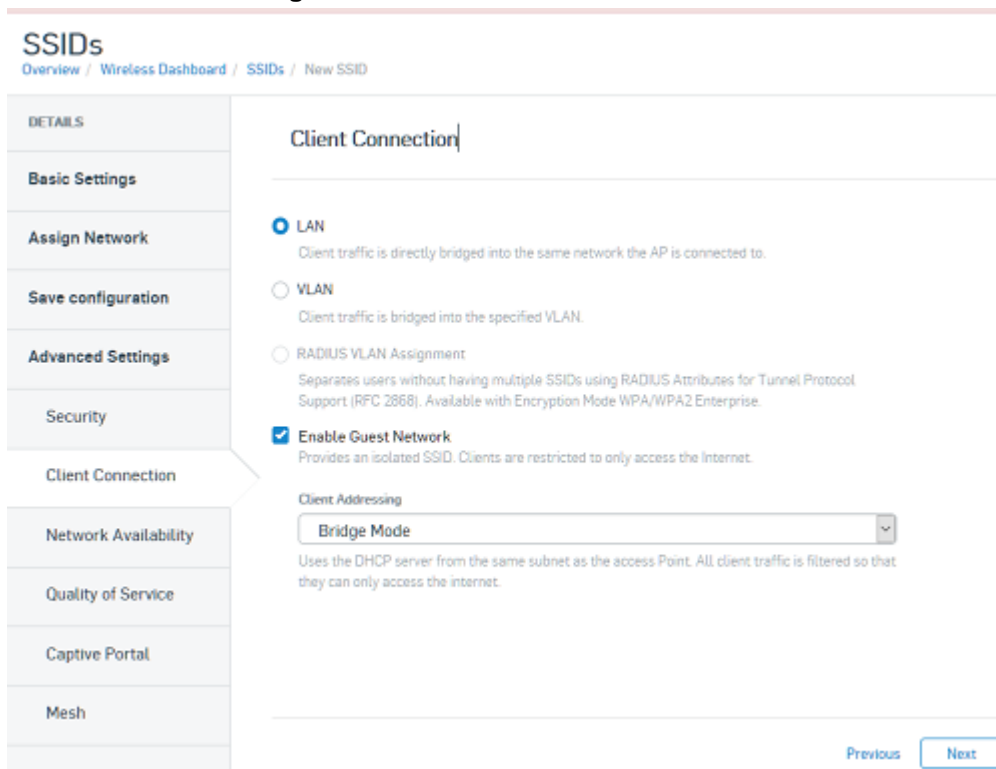 SSIDs
Overview / Wireless Dashboard / SSIDs / New SSID
DETAILS
Basic Settings
Assign Network
Save configuration
Advanced Settings
Security
Client Connection
Network Availability
Quality of Service
Captive Portal
Mesh
Client Connection
LAN
Client traffic is directly bridged into the same network the AP is connected to.
VLAN
Client traffic is bridged into the specified VLAN.
RADIUS VLAN Assignment
Separates users without having multiple SSIDs using RADIUS Attributes for Tunnel Protocol
Support (RFC 2868). Available with Encryption Mode WPA/WPA2 Enterprise.
Enable Guest Network
Provides an isolated SSID. Clients are restricted to only access the Internet.
Client Addressing
Bridge Mode
Uses the DHCP server from the same subnet as the access Point. All client traffic is filtered so that
they can only access the internet.
Previous
Next